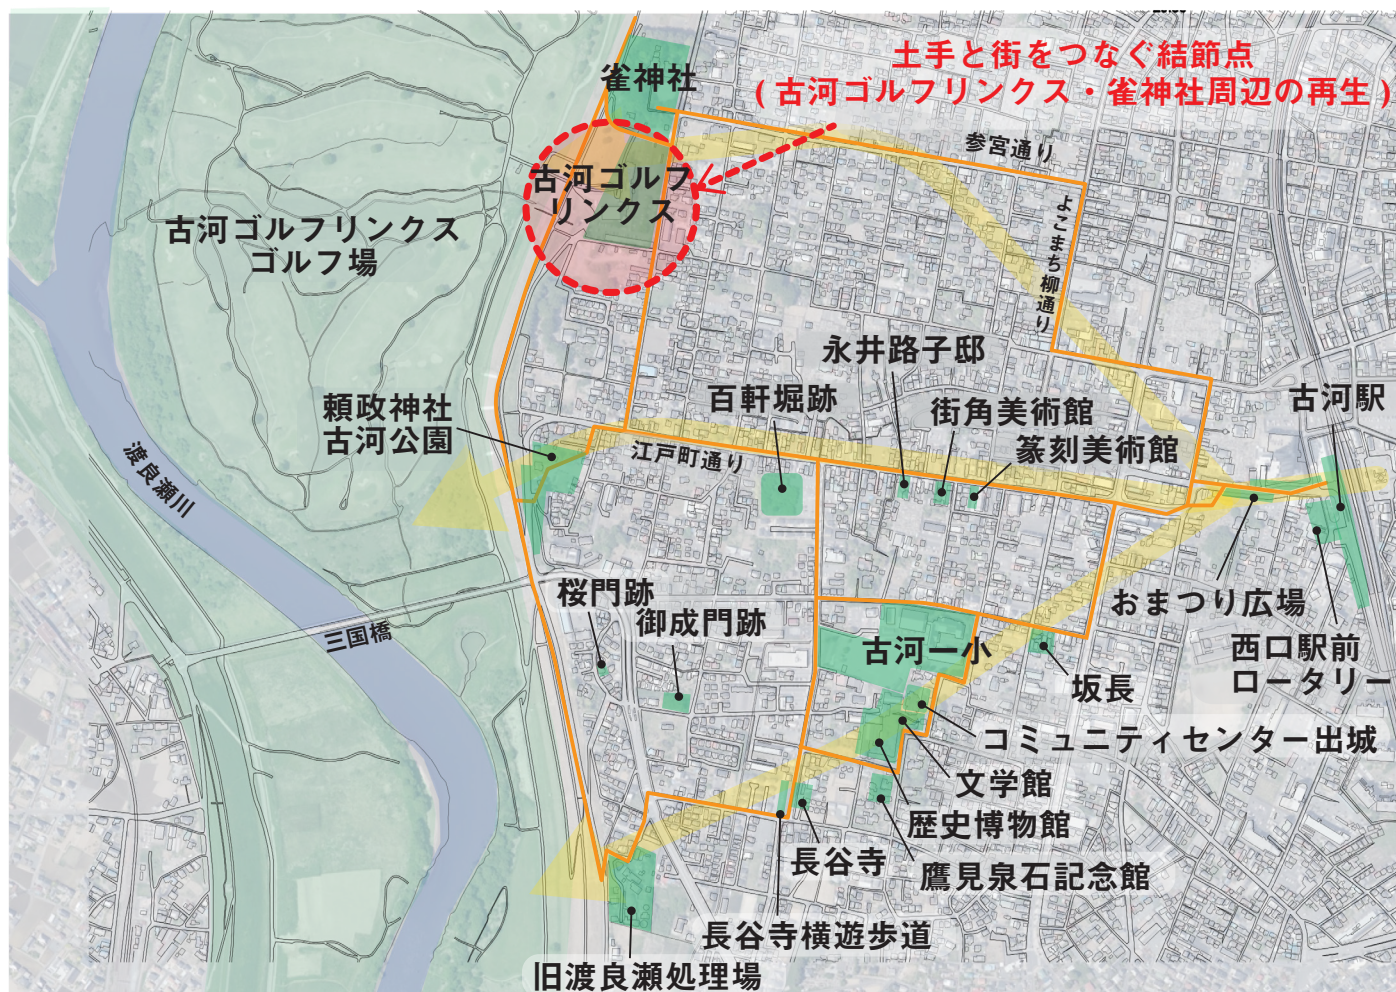 土手と街をつなぐ結節点
(古河ゴルフリンクス・雀神社周辺の再生)
雀神社
参宮通り
古河ゴルフ
リンクス
よこまち柳通り
古河ゴルフリンクス
ゴルフ場
永井路子邸
百軒堀跡
街角美術館
古河駅
頼政神社
古河公園
江戸町通り
篆刻美術館
渡良瀬川
桜門跡
御成門跡
三国橋
おまつり広場
古河一小
西口駅前
ロータリー
坂長
コミュニティセンター出城
文学館
歴史博物館
長谷寺
鷹見泉石記念館
長谷寺横遊歩道
旧渡良瀬処理場